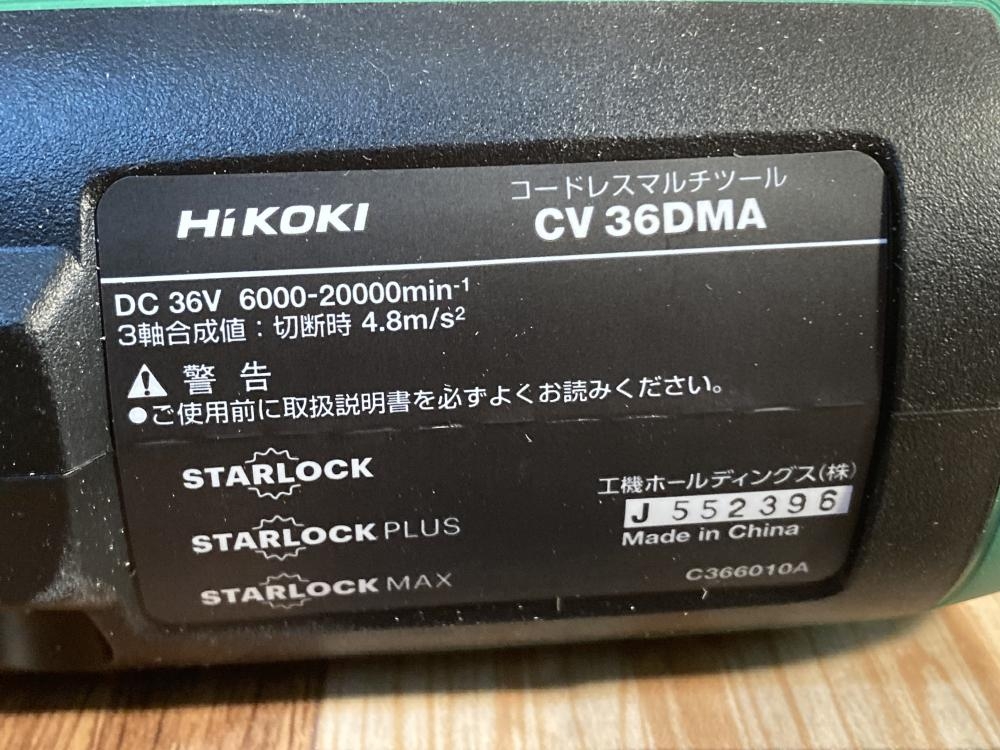 HiKOKI
コードレスマルチツール
CV 36DMA
DC 36V 6000-20000min-1
3軸合成値：切断時 4.8m/s2
警 告
●ご使用前に取扱説明書を必ずよくお読みください。
STARLOCK
STARLOCK PLUS
STARLOCK MAX
工機ホールディングス(株)
J 552396
Made in China
C366010A